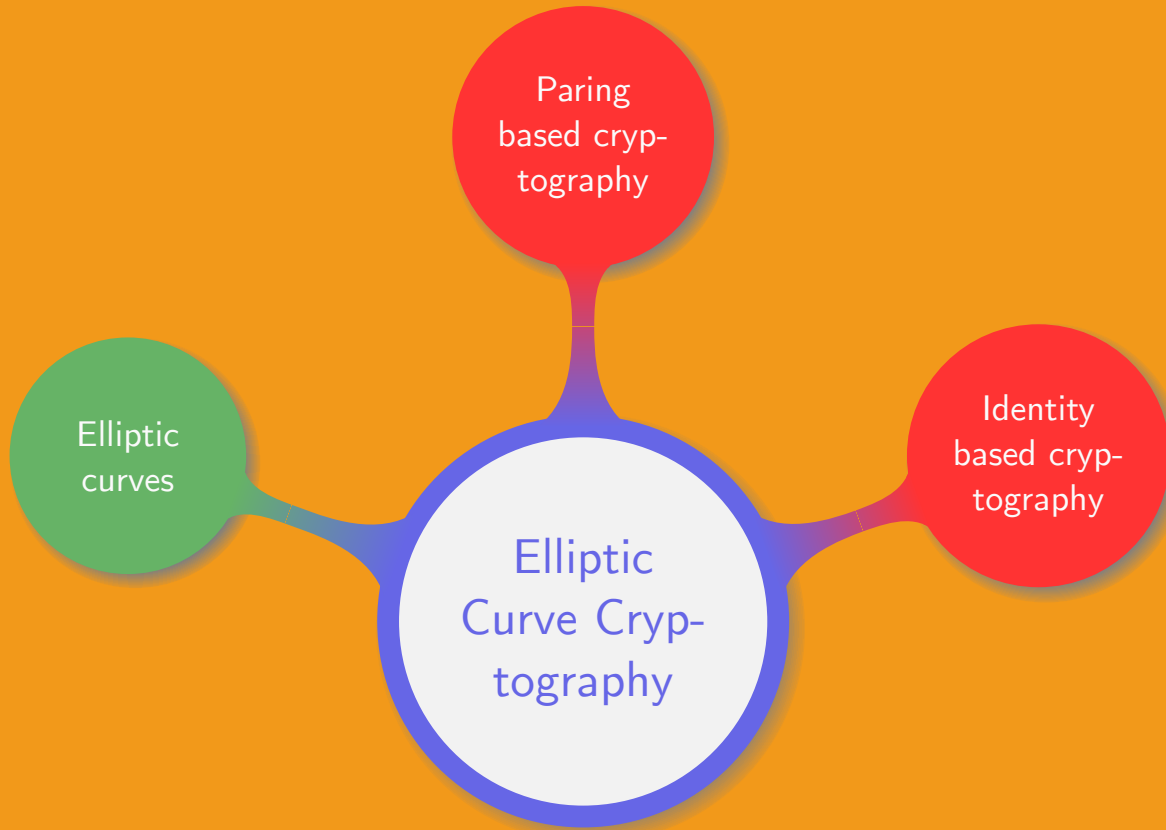 Paring
based cryp-
tography
Elliptic
curves
Identity
based cryp-
tography
Elliptic
Curve Cryp-
tography